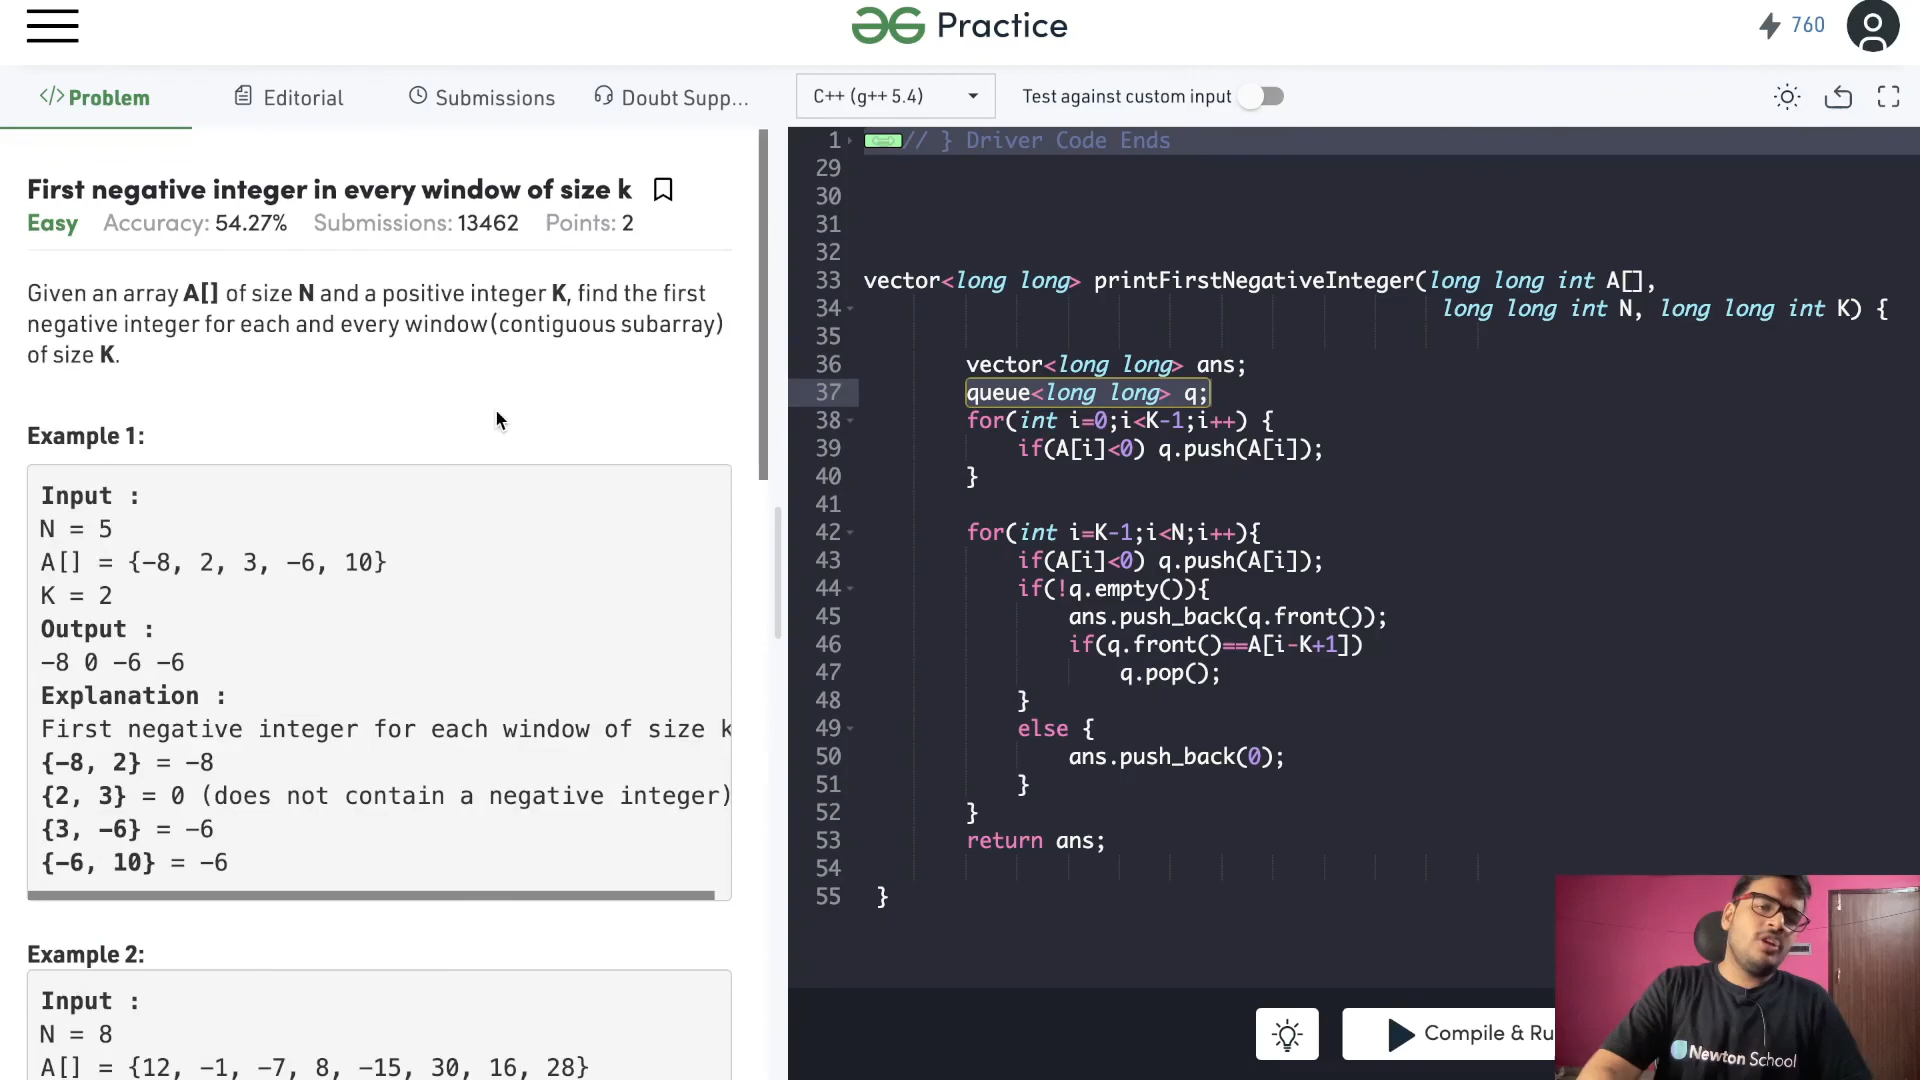 Practice
760
Problem
Editorial
Submissions
Doubt Supp...
C++ (g++ 5.4)
Test against custom input
First negative integer in every window of size k
Easy Accuracy: 54.27% Submissions: 13462 Points: 2
Given an array A[] of size N and a positive integer K, find the first
negative integer for each and every window(contiguous subarray)
of size K.
Example 1:
Input :
N = 5
A[] = {-8, 2, 3, -6, 10}
K = 2
Output :
-8 0 -6 -6
Explanation :
First negative integer for each window of size k
{-8, 2} = -8
{2, 3} = 0 (does not contain a negative integer)
{3, -6} = -6
{-6, 10} = -6
Example 2:
Input :
N = 8
A[] = {12, -1, -7, 8, -15, 30, 16, 28}
1 // } Driver Code Ends
29
30
31
32
33 vector<long long> printFirstNegativeInteger(long long int A[],
34 long long int N, long long int K) {
35
36 vector<long long> ans;
37 queue<long long> q;
38 for(int i=0;i<K-1;i++) {
39 if(A[i]<0) q.push(A[i]);
40 }
41
42 for(int i=K-1;i<N;i++){
43 if(A[i]<0) q.push(A[i]);
44 if(!q.empty()){
45 ans.push_back(q.front());
46 if(q.front()==A[i-K+1])
47 q.pop();
48 }
49 else {
50 ans.push_back(0);
51 }
52 }
53 return ans;
54
55 }
Compile & Ru
Newton School